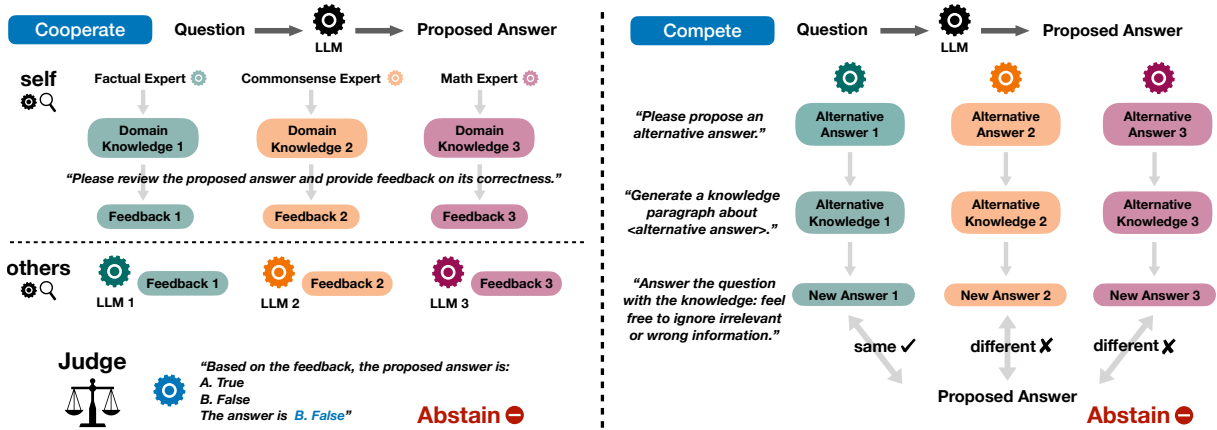 Cooperate
Question
LLM
Proposed Answer
self
Factual Expert
Commonsense Expert
Math Expert
Domain
Knowledge 1
Domain
Knowledge 2
Domain
Knowledge 3
“Please review the proposed answer and provide feedback on its correctness.”
Feedback 1
Feedback 2
Feedback 3
others
LLM 1
Feedback 1
LLM 2
Feedback 2
LLM 3
Feedback 3
Judge
“Based on the feedback, the proposed answer is:
A. True
B. False
The answer is B. False”
Abstain
Compete
Question
LLM
Proposed Answer
“Please propose an
alternative answer.”
Alternative
Answer 1
Alternative
Answer 2
Alternative
Answer 3
“Generate a knowledge
paragraph about
<alternative answer>.”
Alternative
Knowledge 1
Alternative
Knowledge 2
Alternative
Knowledge 3
“Answer the question
with the knowledge: feel
free to ignore irrelevant
or wrong information.”
New Answer 1
New Answer 2
New Answer 3
same ✓
different ✘
different ✘
Proposed Answer
Abstain